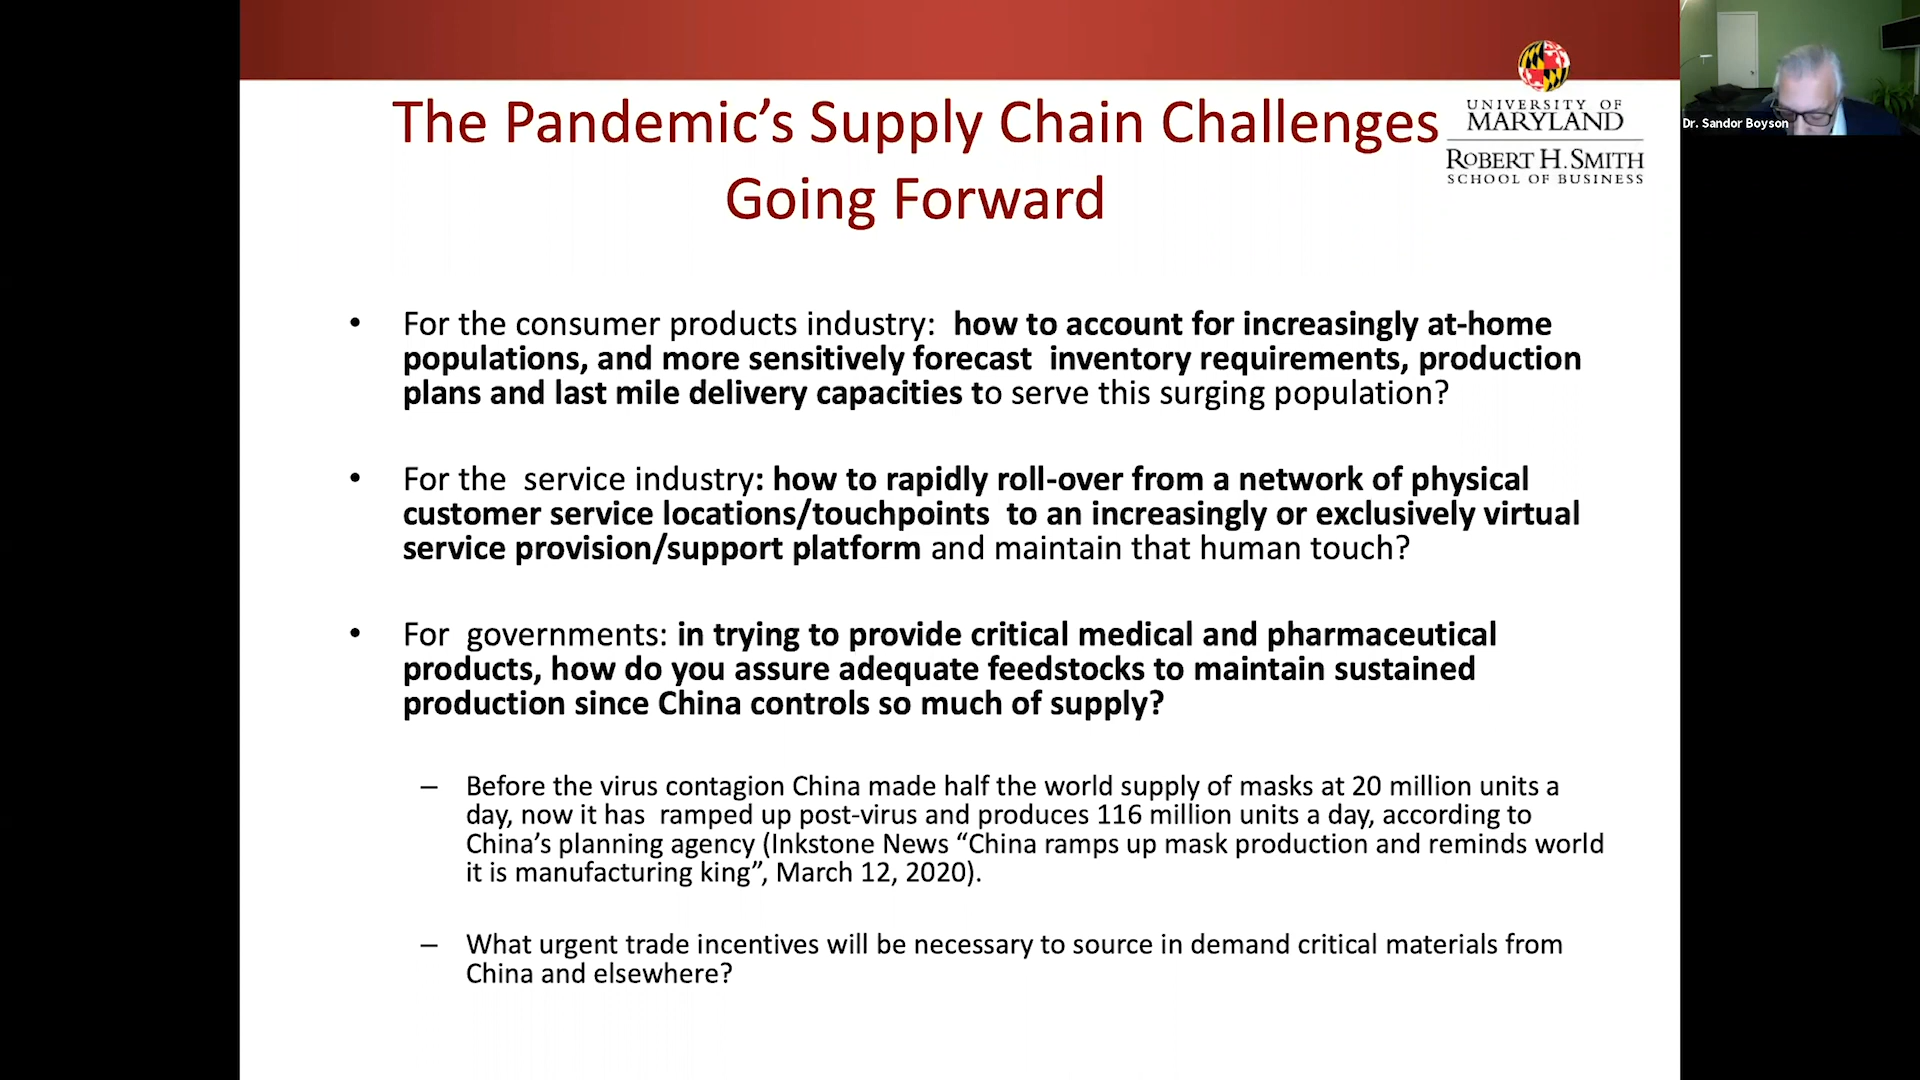 The Pandemic’s Supply Chain Challenges
Going Forward
UNIVERSITY OF
MARYLAND
ROBERT H. SMITH
SCHOOL OF BUSINESS
Dr. Sandor Boyson
• For the consumer products industry:  how to account for increasingly at-home
populations, and more sensitively forecast  inventory requirements, production
plans and last mile delivery capacities to serve this surging population?
• For the  service industry: how to rapidly roll-over from a network of physical
customer service locations/touchpoints  to an increasingly or exclusively virtual
service provision/support platform and maintain that human touch?
• For  governments: in trying to provide critical medical and pharmaceutical
products, how do you assure adequate feedstocks to maintain sustained
production since China controls so much of supply?
– Before the virus contagion China made half the world supply of masks at 20 million units a
day, now it has  ramped up post-virus and produces 116 million units a day, according to
China’s planning agency (Inkstone News “China ramps up mask production and reminds world
it is manufacturing king”, March 12, 2020).
– What urgent trade incentives will be necessary to source in demand critical materials from
China and elsewhere?